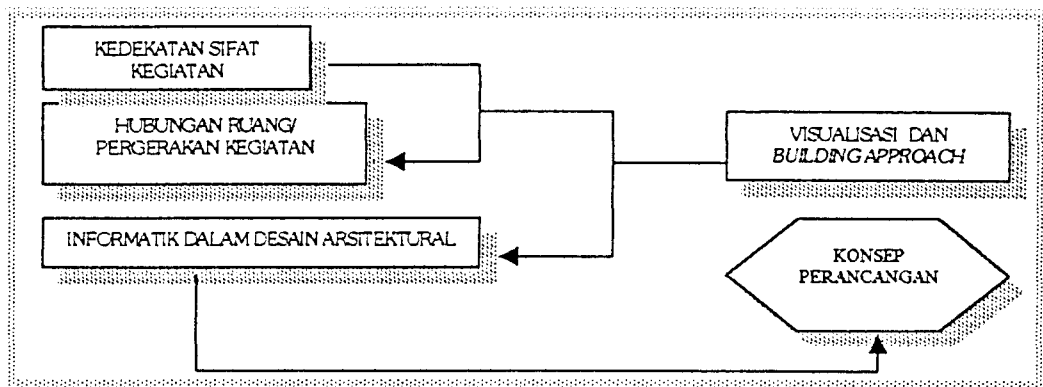 KEDEKATAN SIFAT
KEGIATAN
HUBUNGAN RUANG/
PERGERAKAN KEGIATAN
INFORMATIK DALAM DESAIN ARSITEKTURAL
VISUALISASI DAN
BUILDING APPROACH
KONSEP
PERANCANGAN